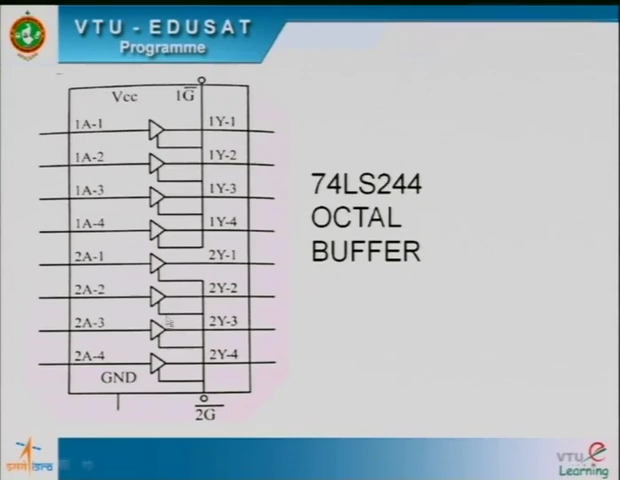 VTU - EDUSAT
Programme
Vcc 1G
1A-1 1Y-1
1A-2 1Y-2
1A-3 1Y-3
1A-4 1Y-4
2A-1 2Y-1
2A-2 2Y-2
2A-3 2Y-3
2A-4 2Y-4
GND
2G
74LS244
OCTAL
BUFFER
VTU e
Learning